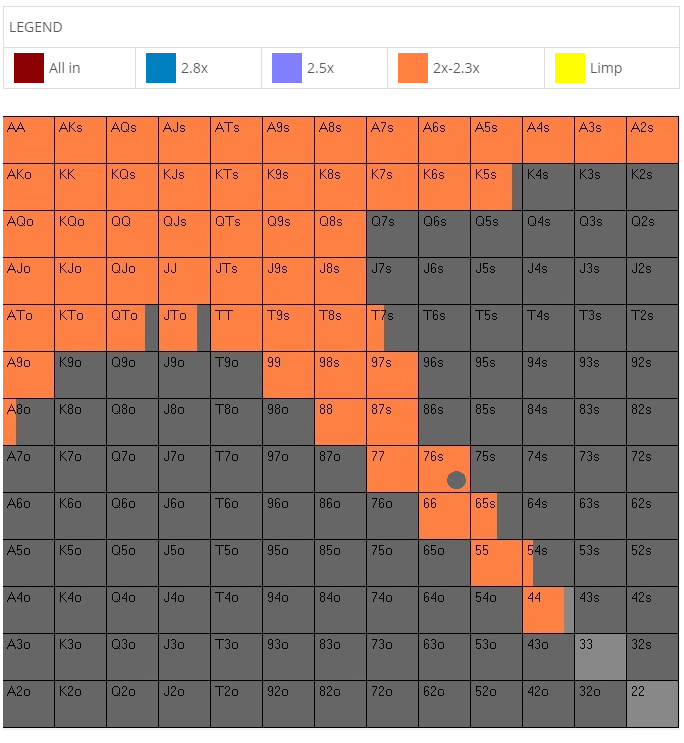 LEGEND
All in 2.8x 2.5x 2x-2.3x Limp
AA AKs AQs AJs ATs A9s A8s A7s A6s A5s A4s A3s A2s
AKo KK KQs KJs KTs K9s K8s K7s K6s K5s K4s K3s K2s
AQo KQo QQ QJs QTs Q9s Q8s Q7s Q6s Q5s Q4s Q3s Q2s
AJo KJo QJo JJ JTs J9s J8s J7s J6s J5s J4s J3s J2s
ATo KTo QTo JTo TT T9s T8s T7s T6s T5s T4s T3s T2s
A9o K9o Q9o J9o T9o 99 98s 97s 96s 95s 94s 93s 92s
A8o K8o Q8o J8o T8o 98o 88 87s 86s 85s 84s 83s 82s
A7o K7o Q7o J7o T7o 97o 87o 77 76s 75s 74s 73s 72s
A6o K6o Q6o J6o T6o 96o 86o 76o 66 65s 64s 63s 62s
A5o K5o Q5o J5o T5o 95o 85o 75o 65o 55 54s 53s 52s
A4o K4o Q4o J4o T4o 94o 84o 74o 64o 54o 44 43s 42s
A3o K3o Q3o J3o T3o 93o 83o 73o 63o 53o 43o 33 32s
A2o K2o Q2o J2o T2o 92o 82o 72o 62o 52o 42o 32o 22